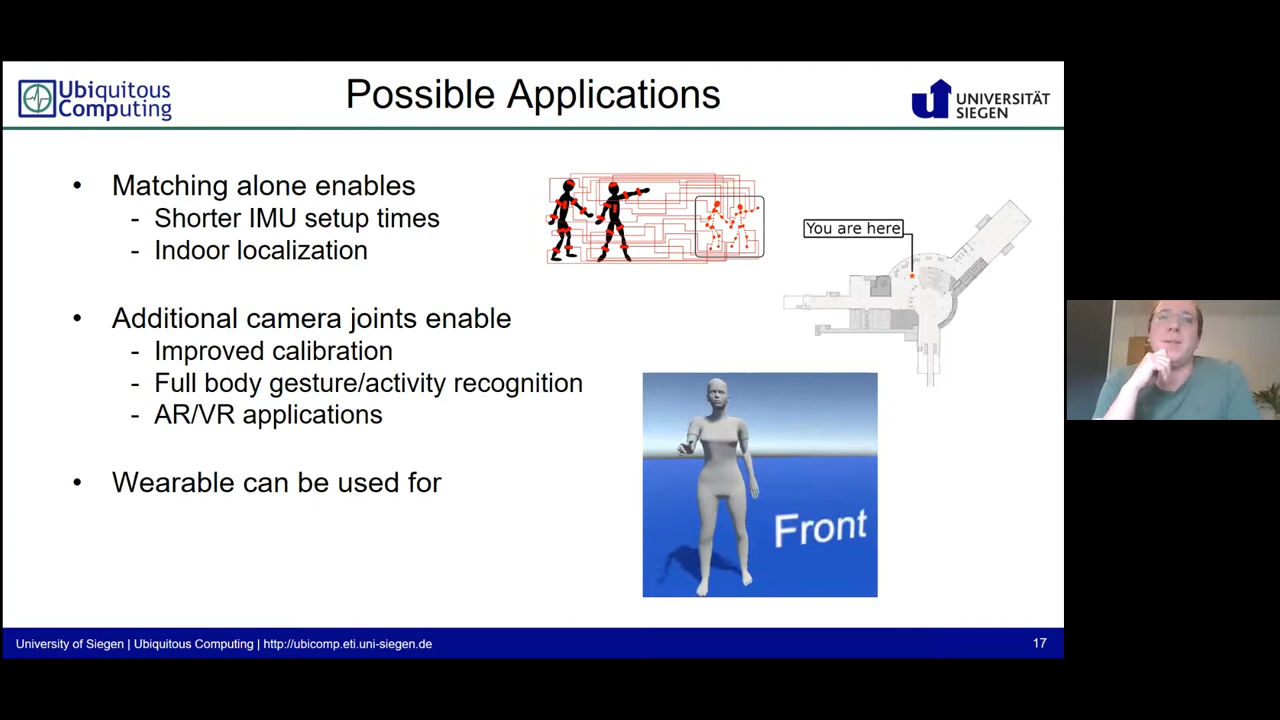 Ubiquitous
Computing
Possible Applications
UNIVERSITÄT
SIEGEN
• Matching alone enables
- Shorter IMU setup times
- Indoor localization
You are here
• Additional camera joints enable
- Improved calibration
- Full body gesture/activity recognition
- AR/VR applications
• Wearable can be used for
Front
University of Siegen | Ubiquitous Computing | http://ubicomp.eti.uni-siegen.de
17